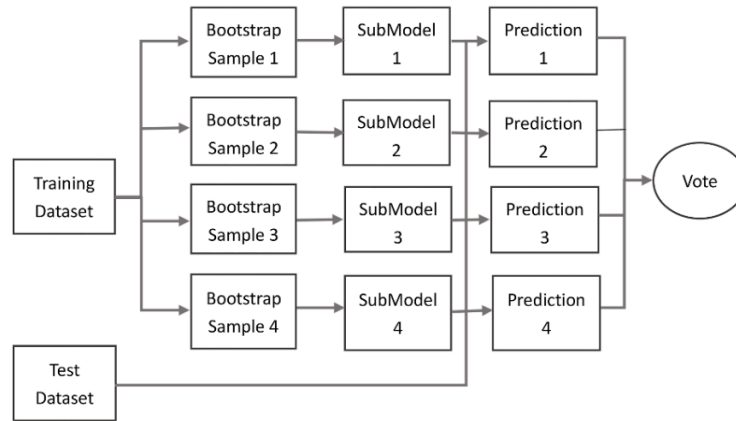 Bootstrap
Sample 1
SubModel
1
Prediction
1
Bootstrap
Sample 2
SubModel
2
Prediction
2
Training
Dataset
Vote
Bootstrap
Sample 3
SubModel
3
Prediction
3
Bootstrap
Sample 4
SubModel
4
Prediction
4
Test
Dataset